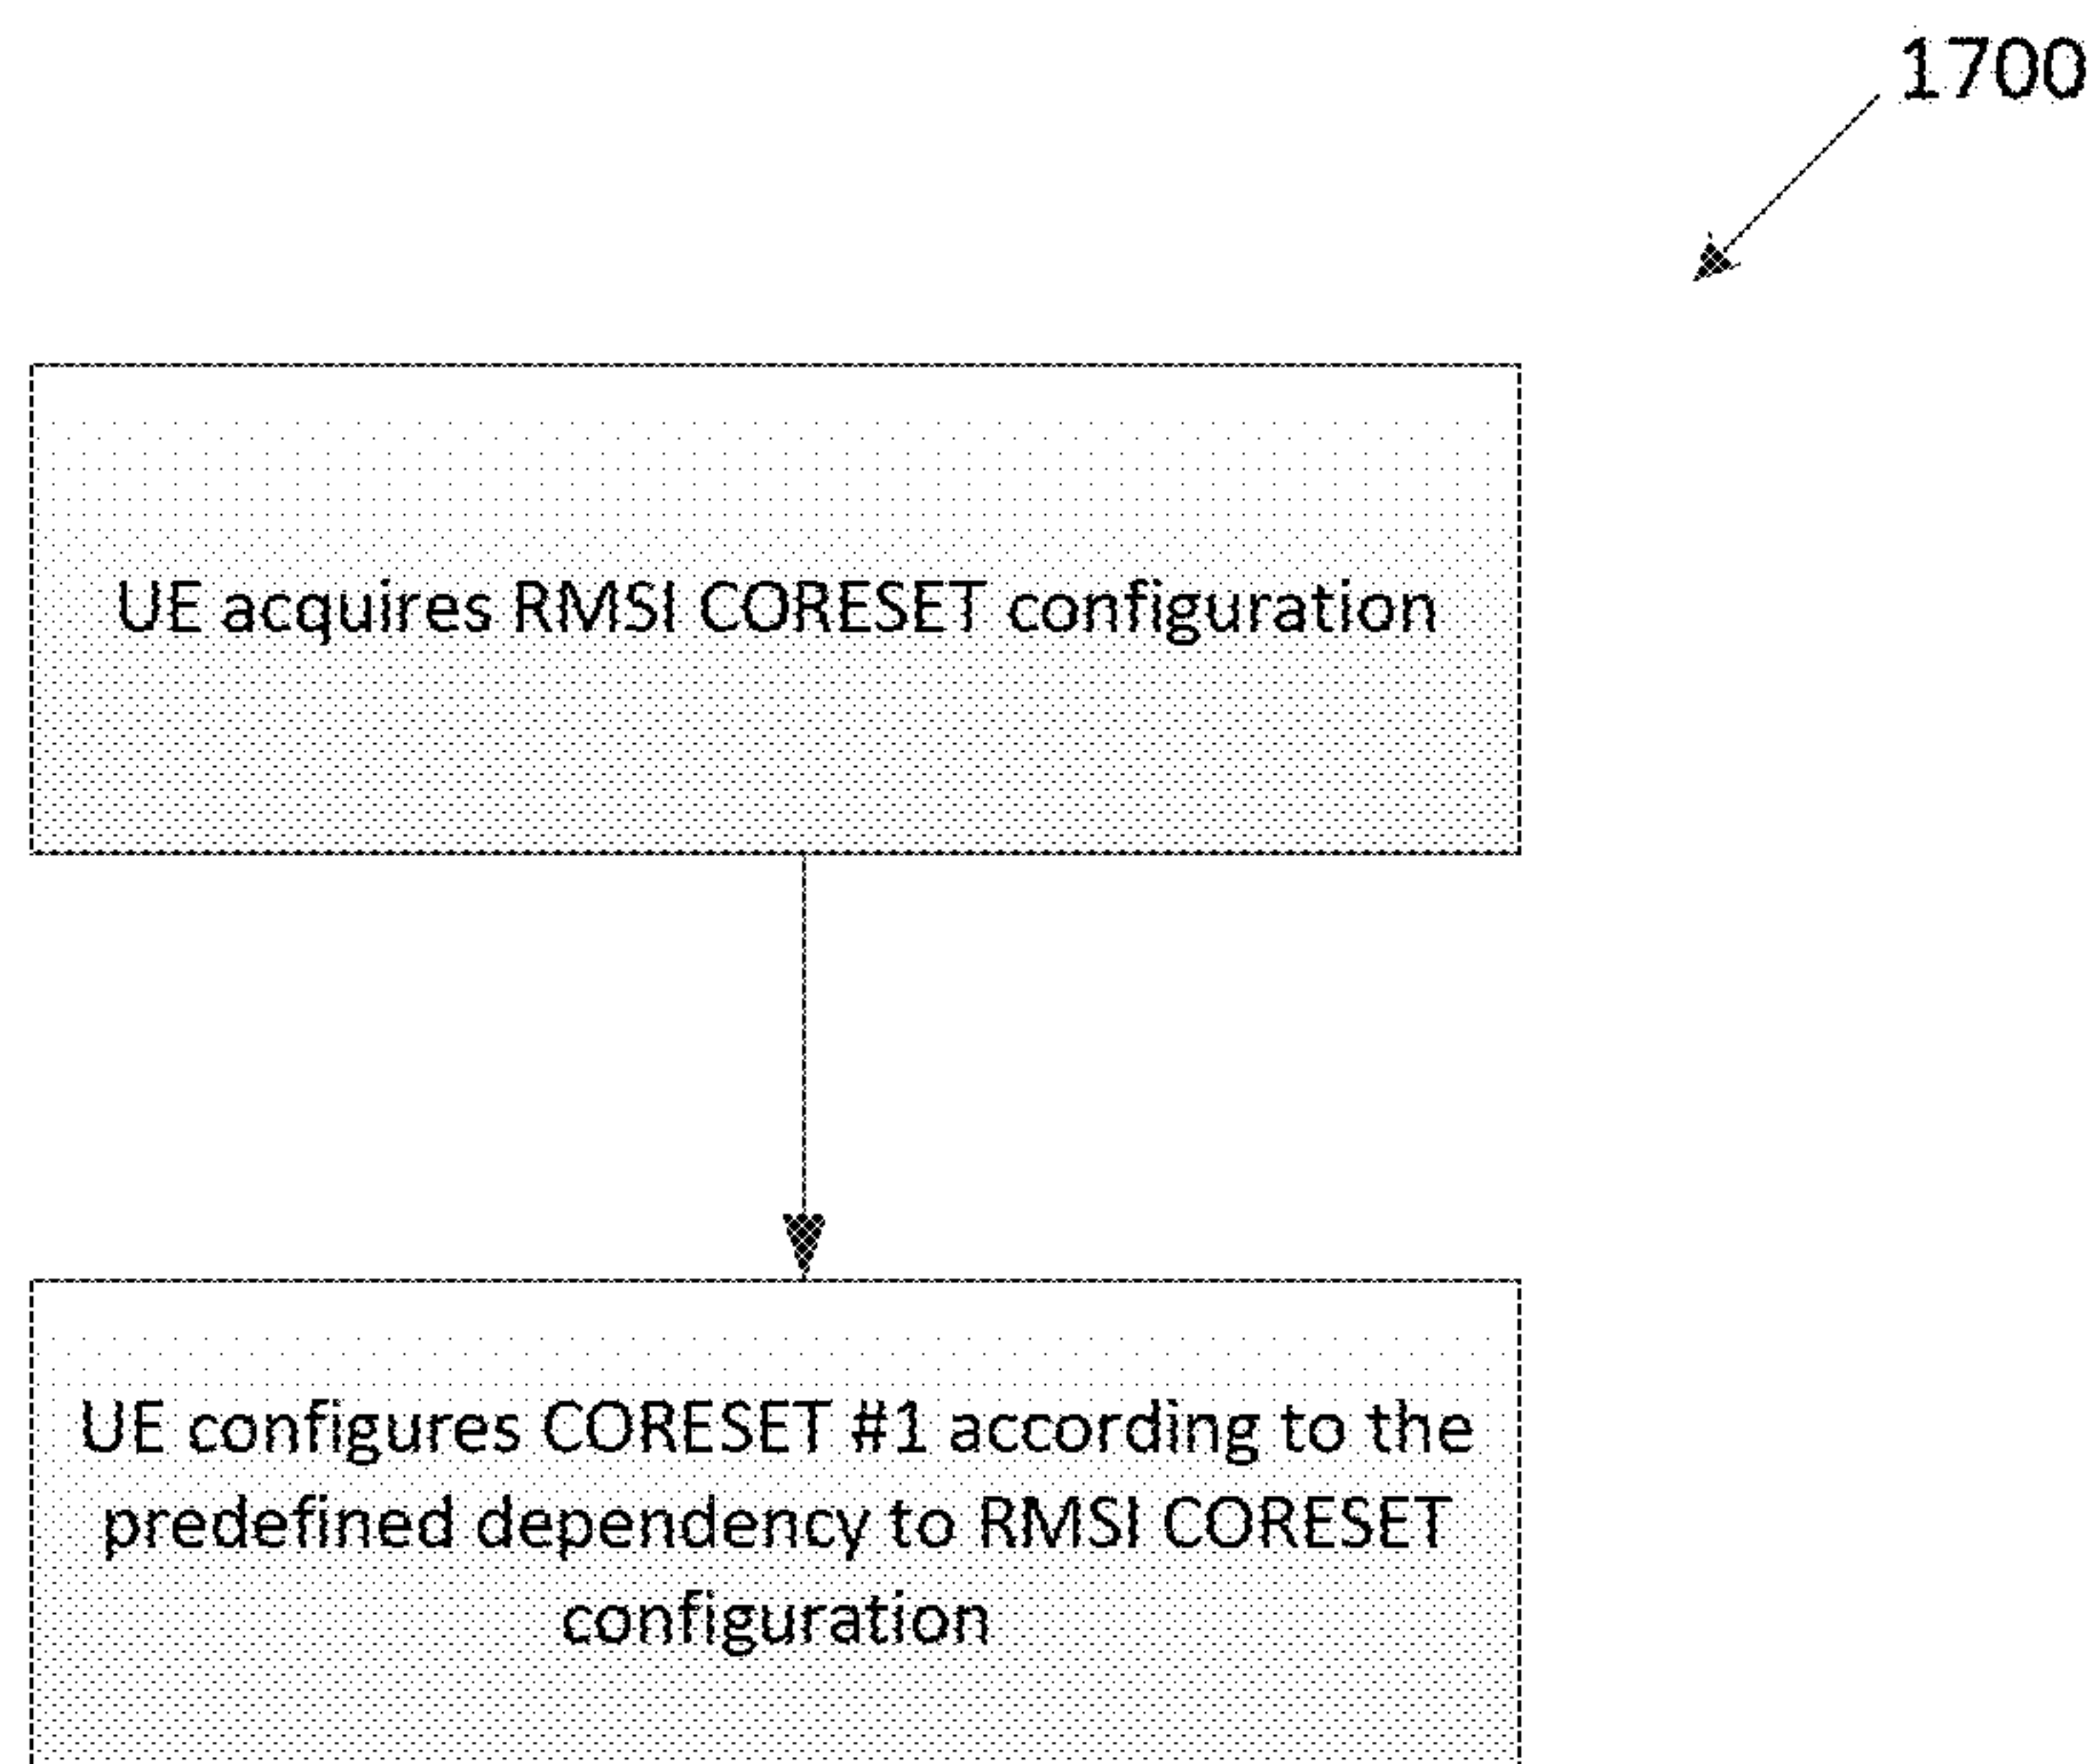 1700
UE acquires RMSI CORESET configuration
UE configures CORESET #1 according to the
predefined dependency to RMSI CORESET
configuration